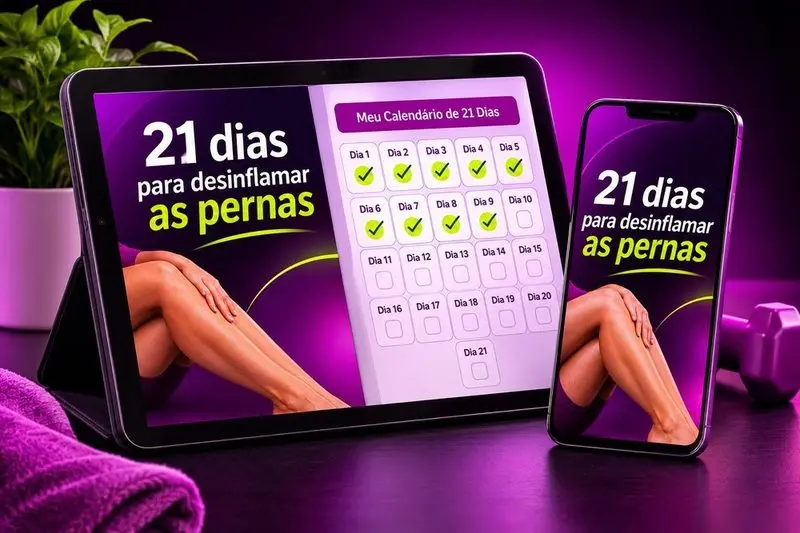 21 dias
para desinflamar
as pernas
Meu Calendário de 21 Dias
Dia 1 Dia 2 Dia 3 Dia 4 Dia 5
Dia 6 Dia 7 Dia 8 Dia 9 Dia 10
Dia 11 Dia 12 Dia 13 Dia 14 Dia 15
Dia 16 Dia 17 Dia 18 Dia 19 Dia 20
Dia 21
21 dias
para desinflamar
as pernas